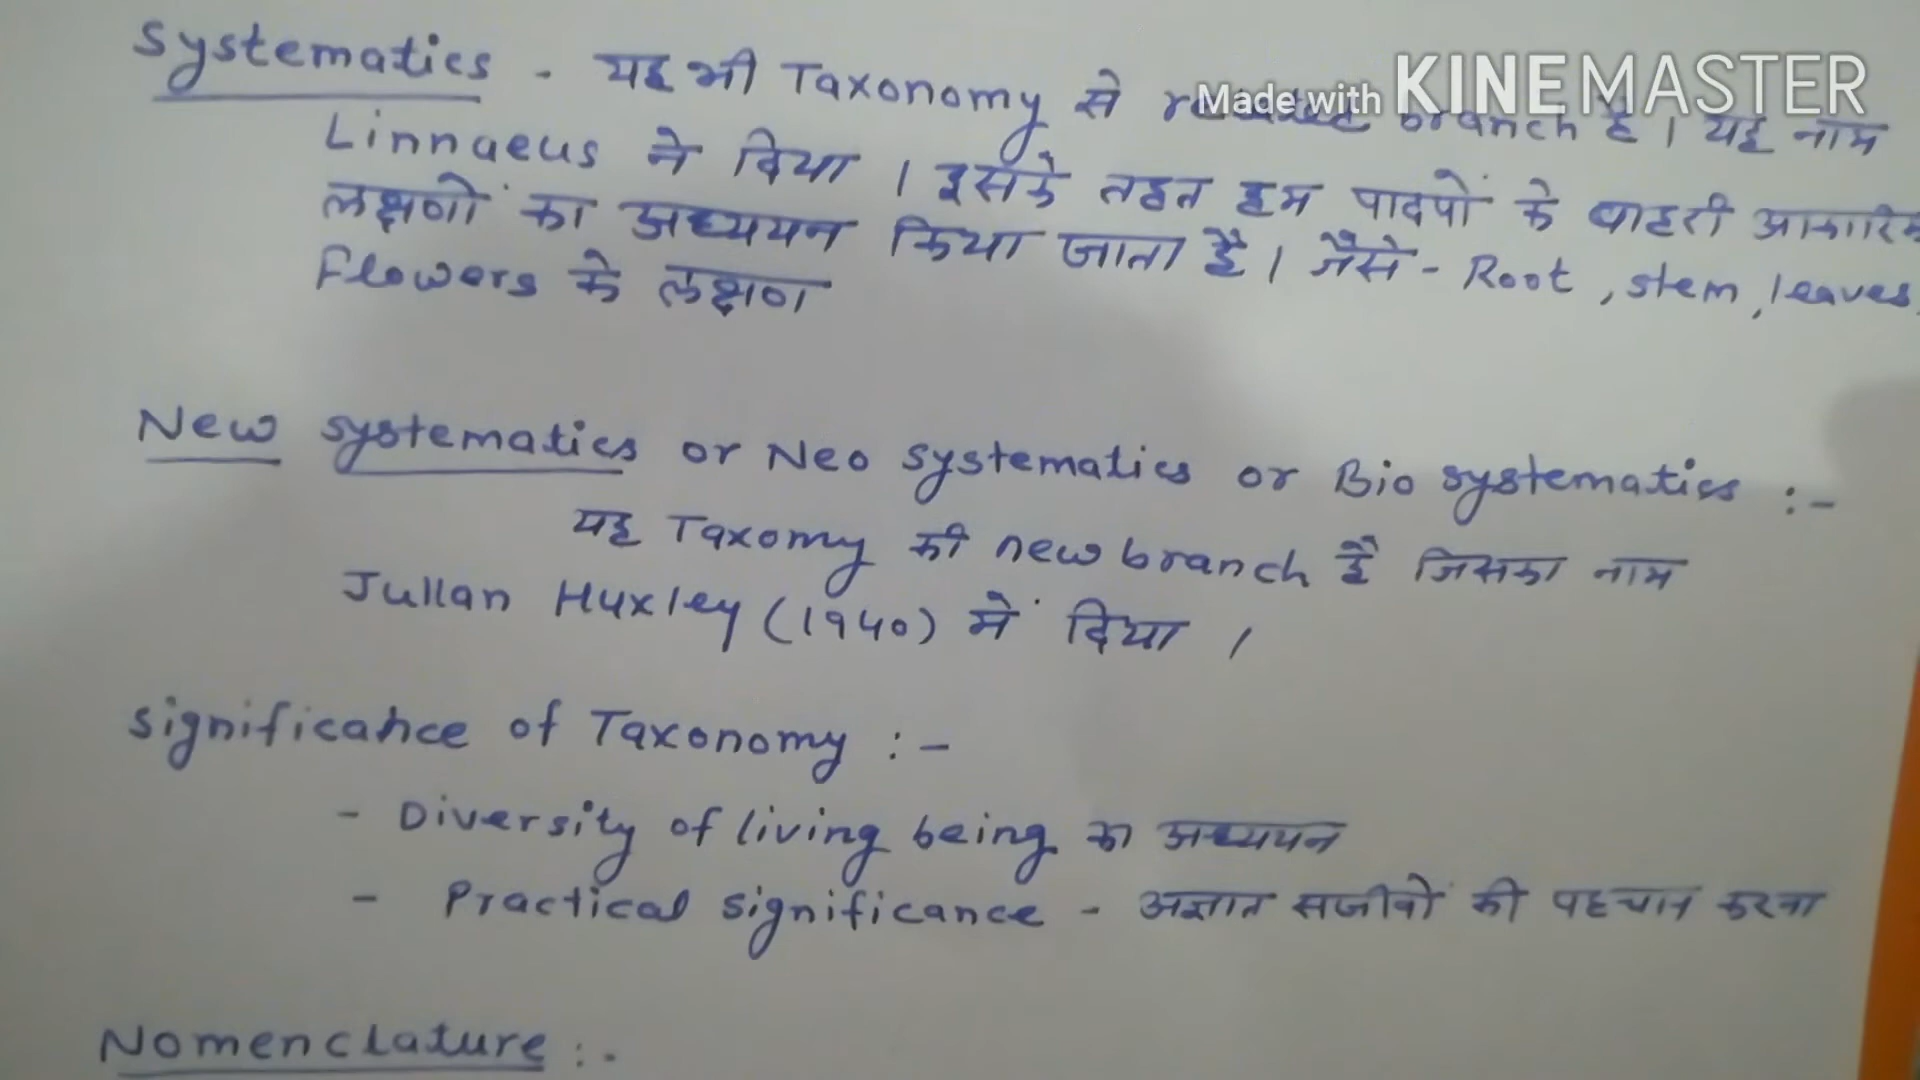 Systematics - यह भी Taxonomy से related branch है। यह नाम
Made with KINEMASTER
Linnaeus ने दिया । इसके तहत हम पादपों के बाहरी आकारिक
लक्षणों का अध्ययन किया जाता है। जैसे - Root, stem, leaves,
Flowers के लक्षण
New systematics or Neo systematics or Bio systematics :-
यह Taxomy की new branch है जिसका नाम
Jullan Huxley (1940) में दिया ।
significance of Taxonomy :-
- Diversity of living being का अध्ययन
- Practical significance - अज्ञात सजीवों की पहचान करना
Nomenclature :-